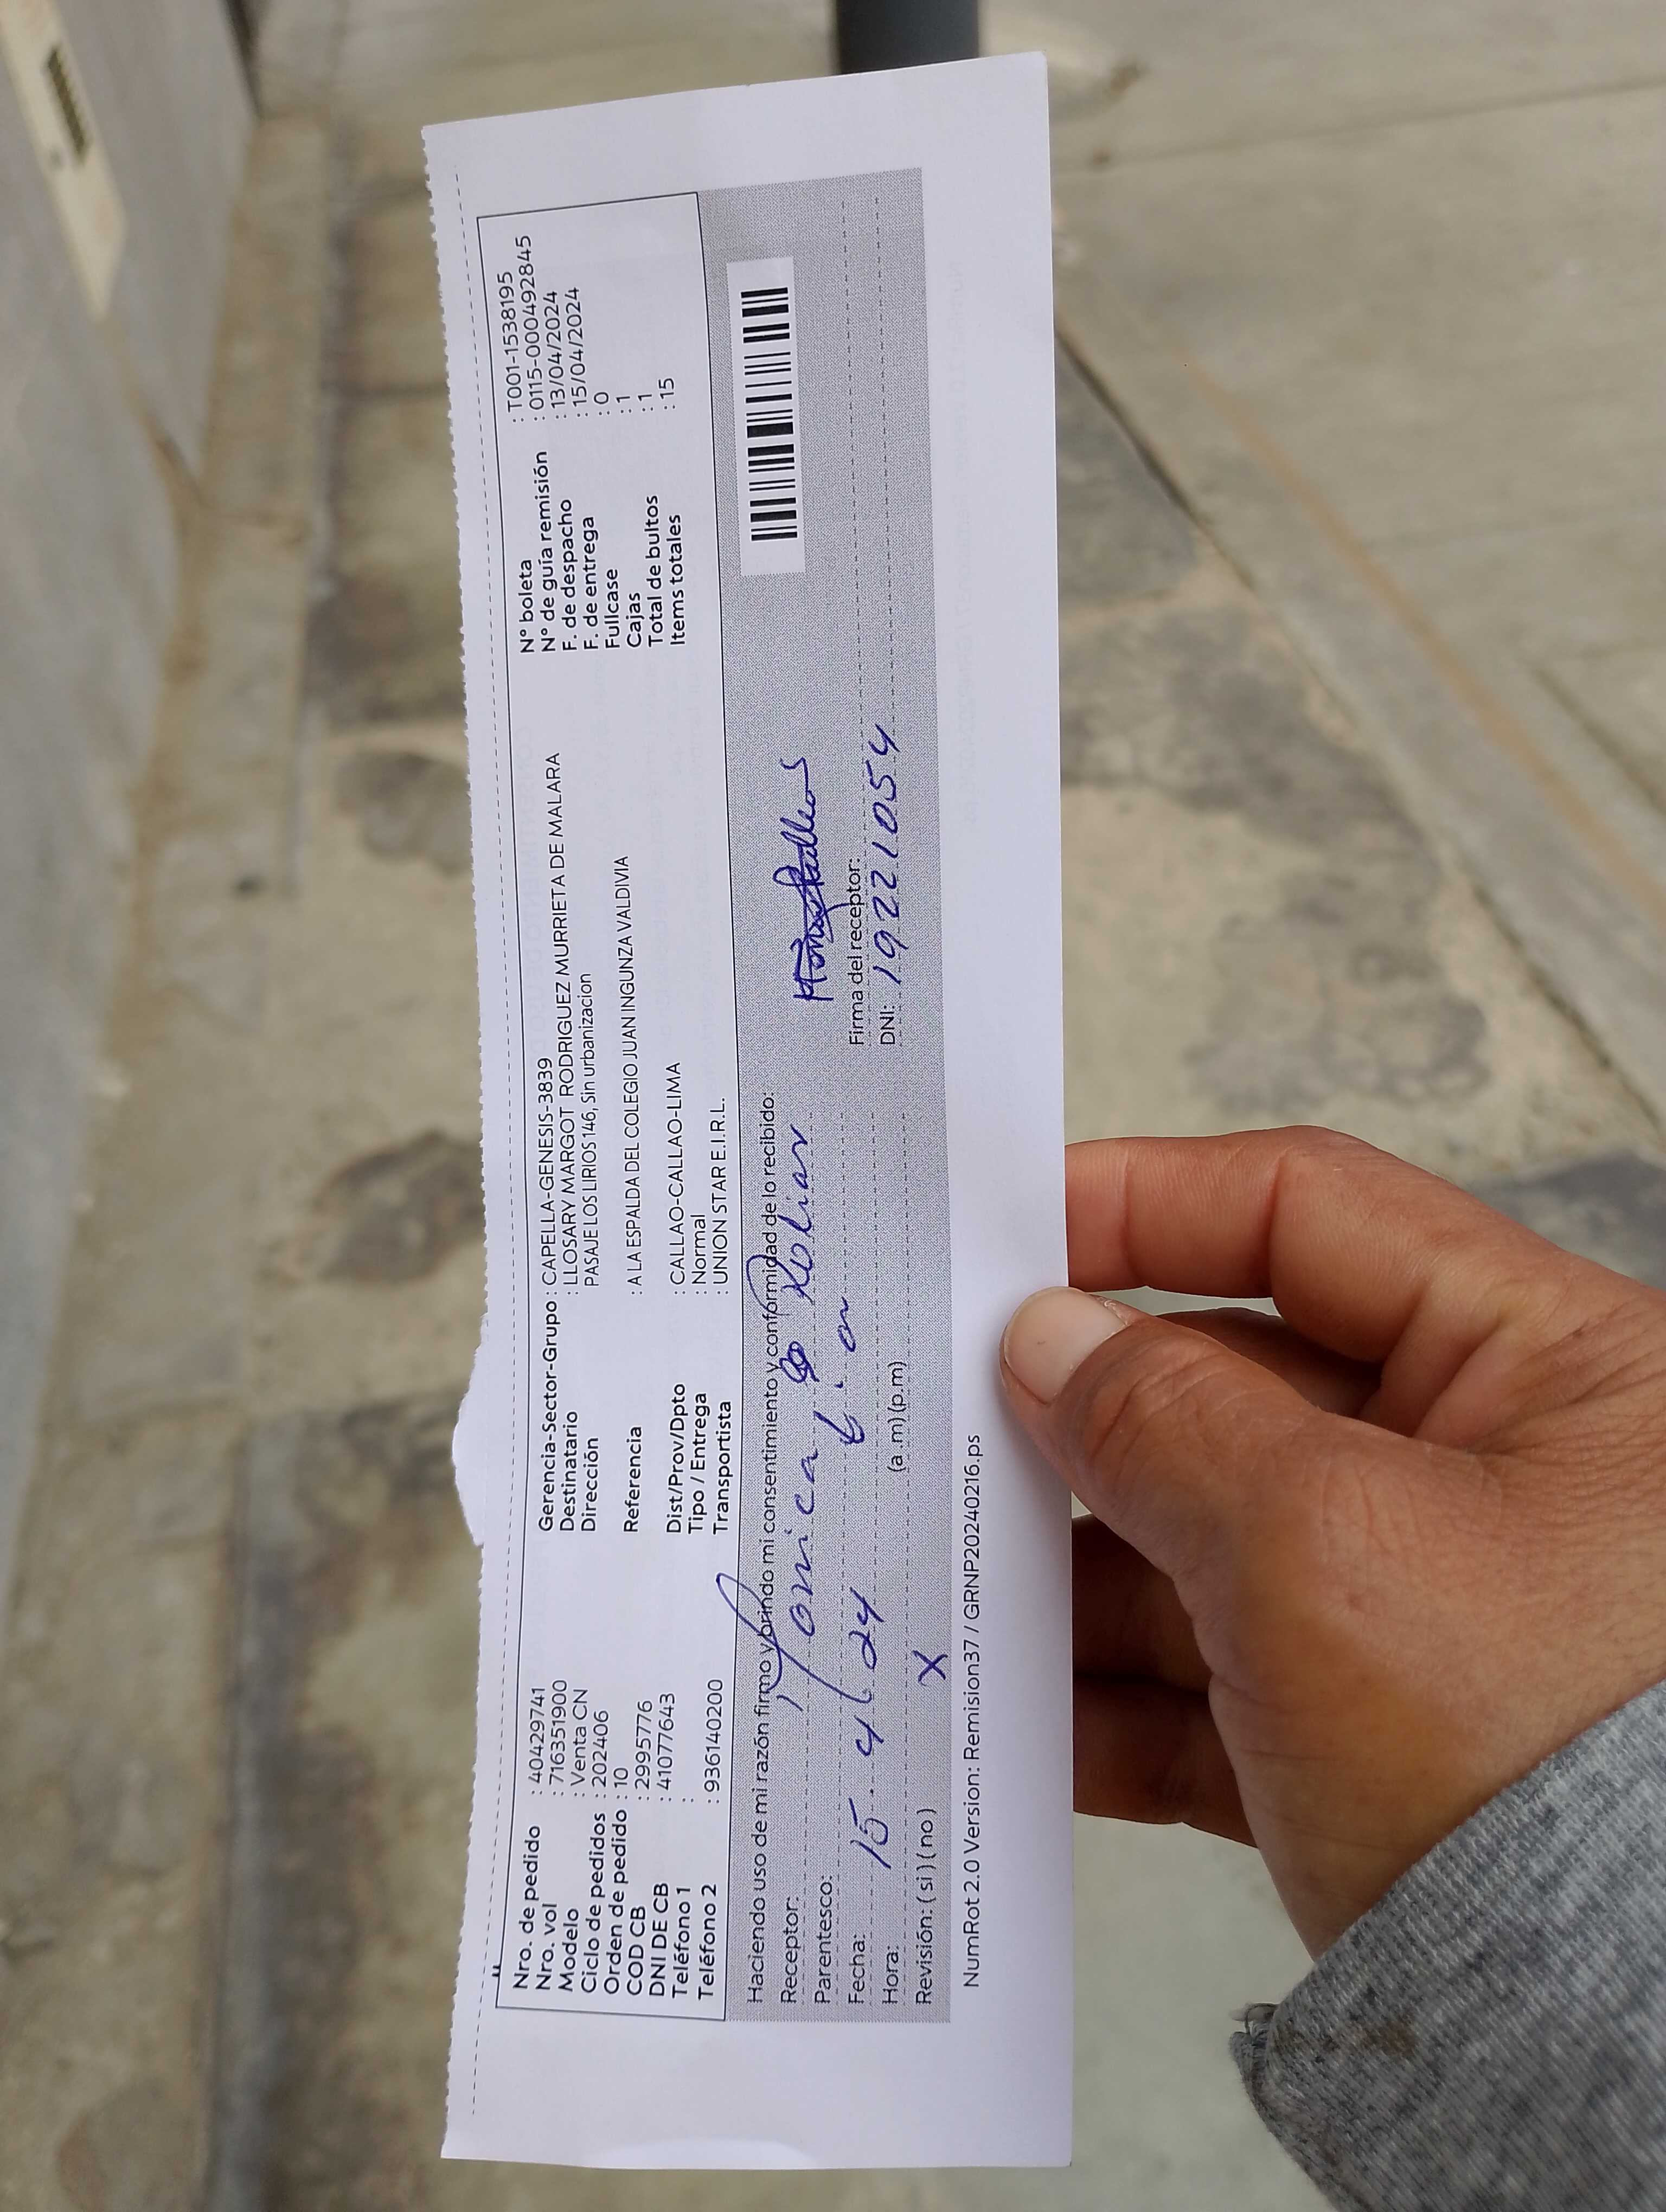 Nro. de pedido : 40429741
Nro. vol : 716351900
Modelo : Venta CN
Ciclo de pedidos : 202406
Orden de pedido : 10
COD CB : 2995776
DNI DE CB : 41077643
Teléfono 1 :
Teléfono 2 : 936140200
Gerencia-Sector-Grupo : CAPELLA-GENESIS-3839
Destinatario : LLOSARY MARGOT RODRIGUEZ MURRIETA DE MALARA
Dirección PASAJE LOS LIRIOS 146, Sin urbanizacion
Referencia : A LA ESPALDA DEL COLEGIO JUAN INGUNZA VALDIVIA
Dist/Prov/Dpto : CALLAO-CALLAO-LIMA
Tipo / Entrega : Normal
Transportista : UNION STAR E.I.R.L.
N° boleta : T001-1538195
N° de guía remisión : 0115-0000492845
F. de despacho : 13/04/2024
F. de entrega : 15/04/2024
Fullcase : 0
Cajas : 1
Total de bultos : 1
Items totales : 15
Haciendo uso de mi razón firmo y brindo mi consentimiento y conformidad de lo recibido:
Receptor: Monica
Parentesco:
Fecha: 15.4.24
Hora: (a.m) (p.m)
Revisión: ( si ) ( no ) X
Firma del receptor:
DNI: 19221054
NumRot 2.0 Version: Remision37 / GRNP20240216.ps